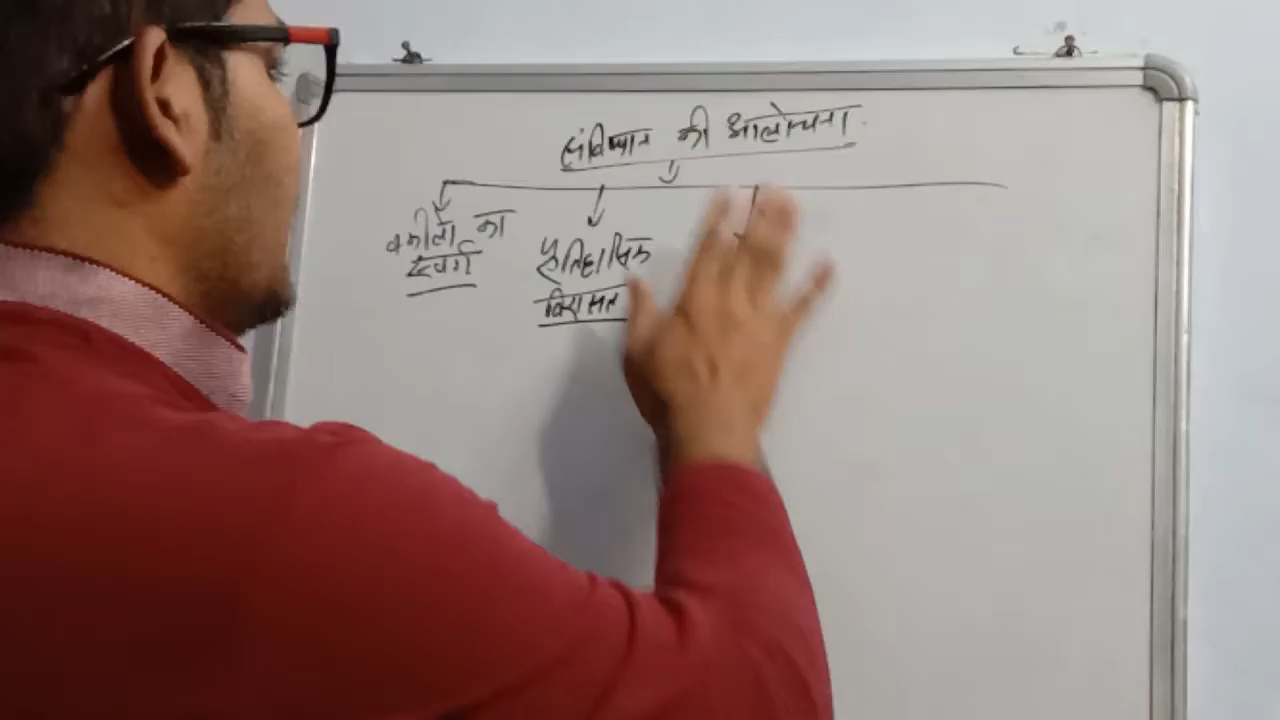 संविधान की आलोचना
वकीलों का
स्वर्ग
ऐतिहासिक
विरासत